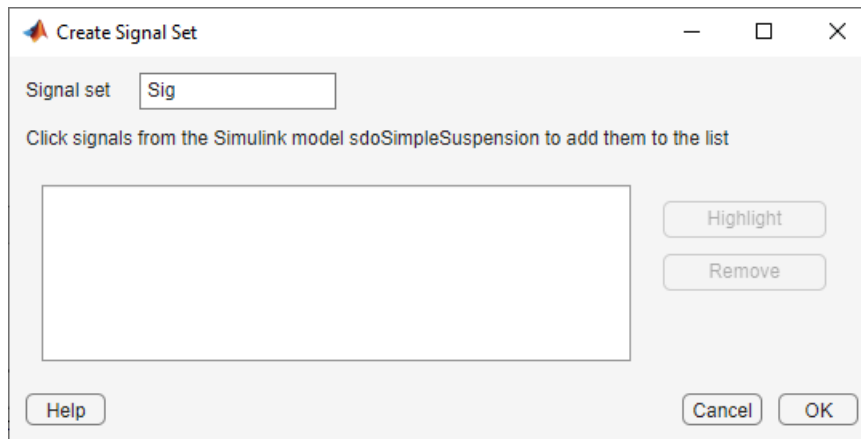 Create Signal Set
Signal set Sig
Click signals from the Simulink model sdoSimpleSuspension to add them to the list
Highlight
Remove
Help Cancel OK